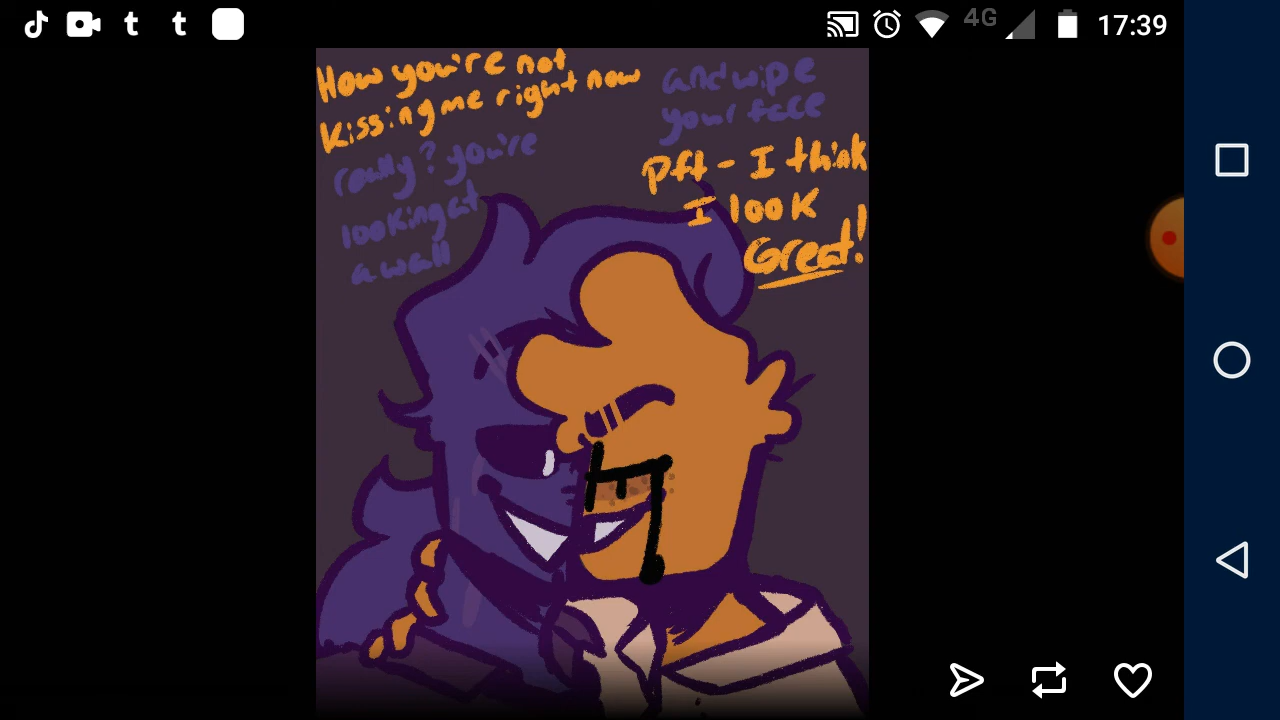 17:39
4G
How you're not
Kissing me right now
really? you're
looking at
a wall
and wipe
your face
Pft - I think
I look
Great!